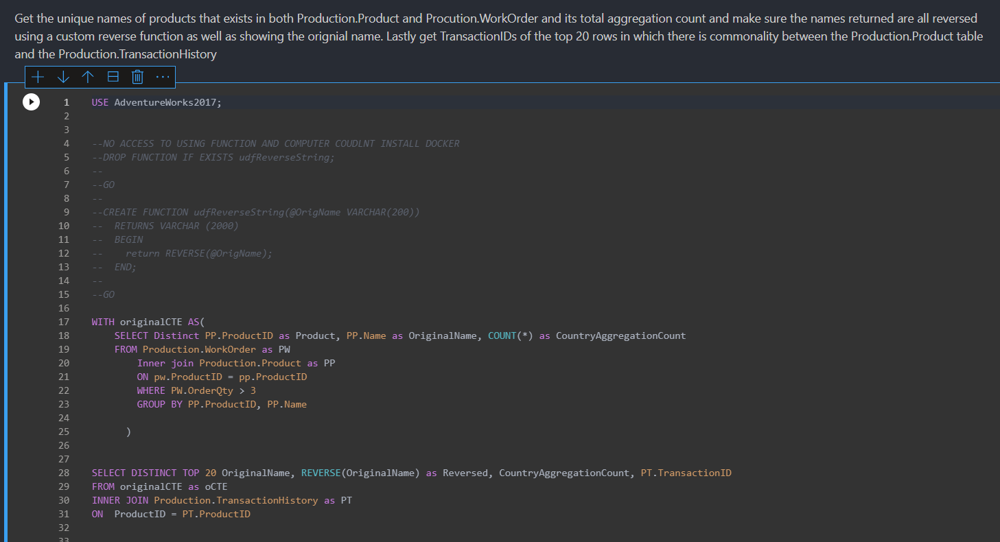 Get the unique names of products that exists in both Production.Product and Procution.WorkOrder and its total aggregation count and make sure the names returned are all reversed
using a custom reverse function as well as showing the orignial name. Lastly get TransactionIDs of the top 20 rows in which there is commonality between the Production.Product table
and the Production.TransactionHistory
1 USE AdventureWorks2017;
2
3
4 --NO ACCESS TO USING FUNCTION AND COMPUTER COUDLNT INSTALL DOCKER
5 --DROP FUNCTION IF EXISTS udfReverseString;
6 --
7 --GO
8 --
9 --CREATE FUNCTION udfReverseString(@OrigName VARCHAR(200))
10 --  RETURNS VARCHAR (2000)
11 --  BEGIN
12 --    return REVERSE(@OrigName);
13 --  END;
14 --
15 --GO
16
17 WITH originalCTE AS(
18     SELECT Distinct PP.ProductID as Product, PP.Name as OriginalName, COUNT(*) as CountryAggregationCount
19     FROM Production.WorkOrder as PW
20         Inner join Production.Product as PP
21         ON pw.ProductID = pp.ProductID
22         WHERE PW.OrderQty > 3
23         GROUP BY PP.ProductID, PP.Name
24
25       )
26
27
28 SELECT DISTINCT TOP 20 OriginalName, REVERSE(OriginalName) as Reversed, CountryAggregationCount, PT.TransactionID
29 FROM originalCTE as oCTE
30 INNER JOIN Production.TransactionHistory as PT
31 ON  ProductID = PT.ProductID
32
33